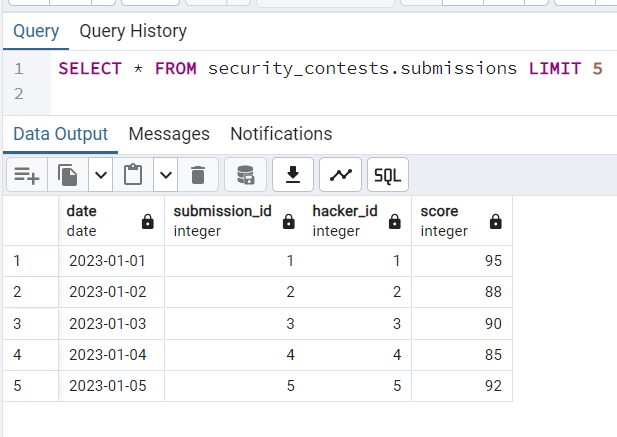 Query Query History
1 SELECT * FROM security_contests.submissions LIMIT 5
2
Data Output Messages Notifications
SQL
date submission_id hacker_id score
date integer integer integer
1 2023-01-01 1 1 95
2 2023-01-02 2 2 88
3 2023-01-03 3 3 90
4 2023-01-04 4 4 85
5 2023-01-05 5 5 92